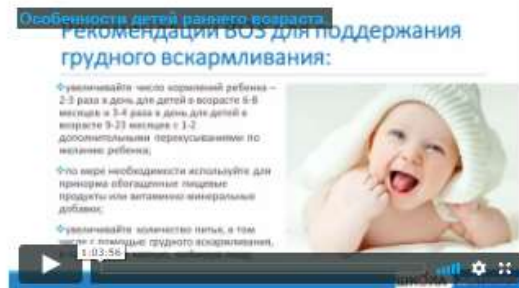 Особенности детей раннего возраста.
Рекомендации ВОЗ для поддержания
грудного вскармливания:
увеличивайте число кормлений ребенка –
2-3 раза в день для детей в возрасте 6-8
месяцев и 3-4 раза в день для детей в
возрасте 9-23 месяцев с 1-2
дополнительными перекусываниями по
желанию ребенка;
по мере необходимости используйте для
прикорма обогащенные пищевые
продукты или витаминно-минеральные
добавки;
увеличивайте количество питья, в том
числе с помощью грудного вскармливания,
1:03:56